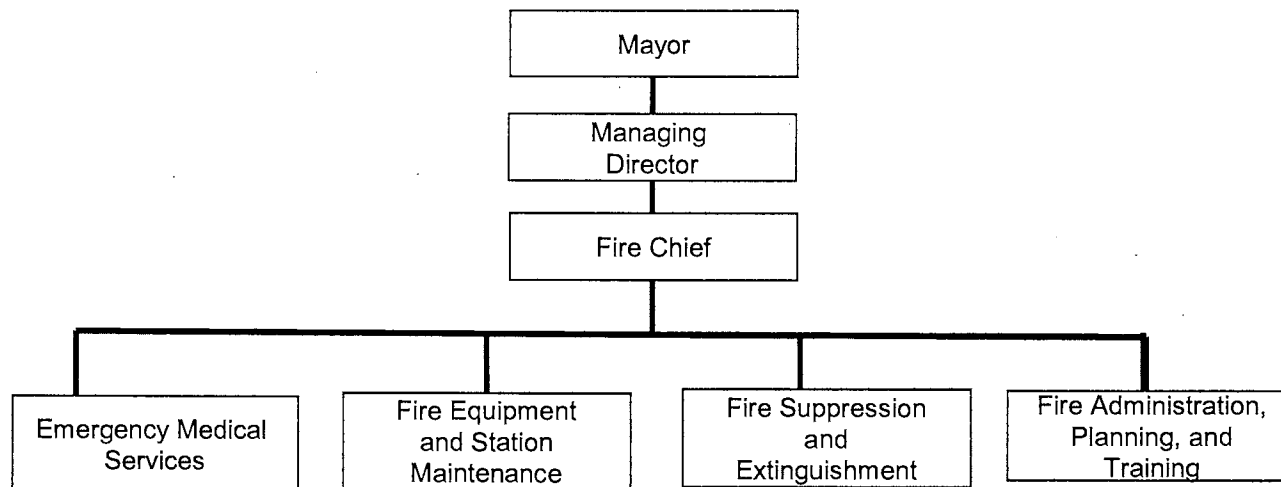 Mayor
Managing
Director
Fire Chief
Emergency Medical
Services
Fire Equipment
and Station
Maintenance
Fire Suppression
and
Extinguishment
Fire Administration,
Planning, and
Training